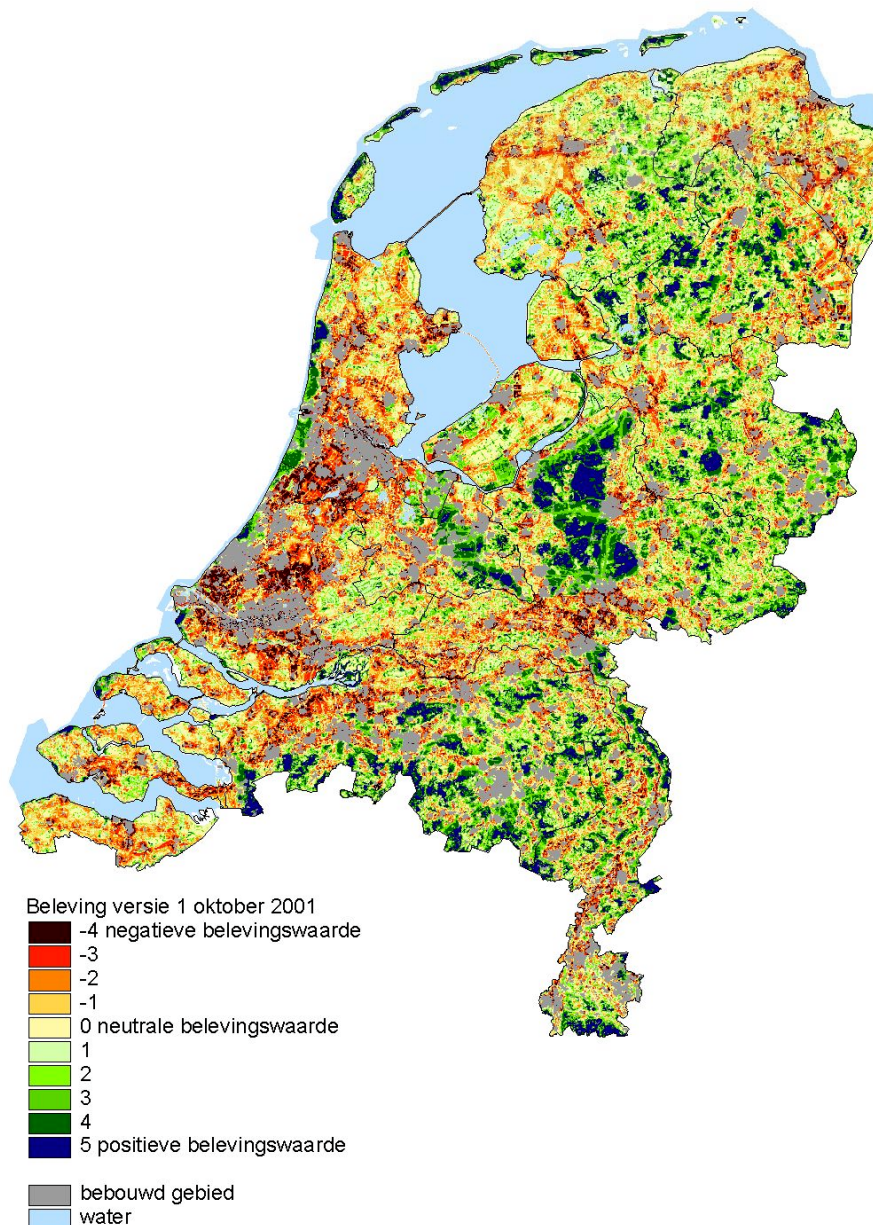 Beleving versie 1 oktober 2001
-4 negatieve belevingswaarde
-3
-2
-1
0 neutrale belevingswaarde
1
2
3
4
5 positieve belevingswaarde
bebouwd gebied
water